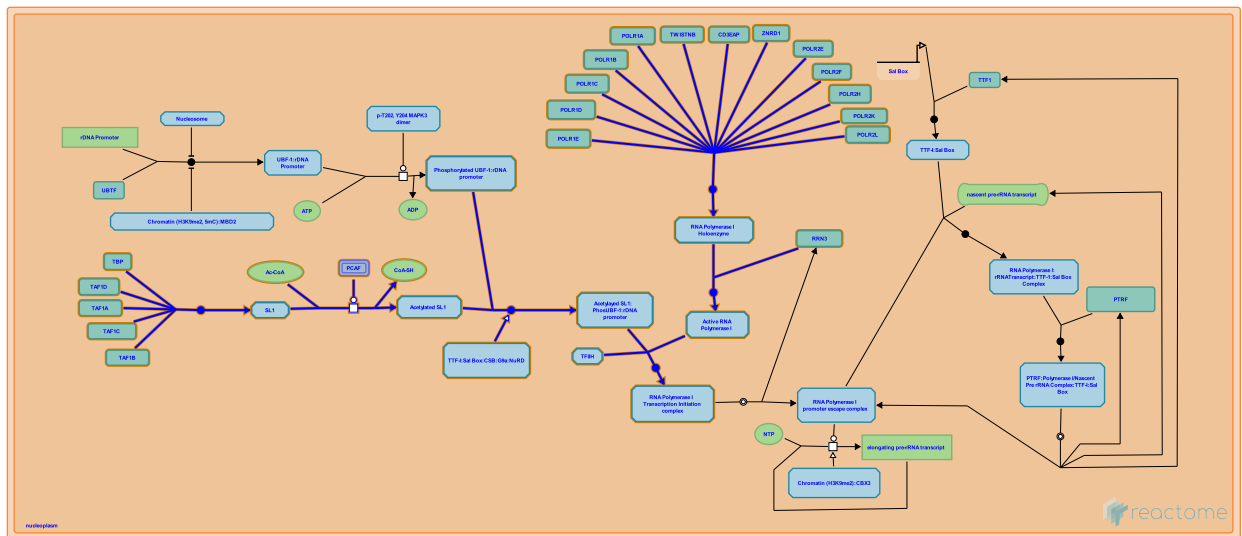 POLR1A
TWISTNB
CD3EAP
ZNRD1
POLR1B
POLR2E
POLR1C
POLR2F
POLR1D
POLR2H
POLR1E
POLR2K
POLR2L
Sal Box
TTF1
TTF-I:Sal Box
nascent pre rRNA transcript
rDNA Promoter
Nucleosome
UBTF
Chromatin (H3K9me2, 5mC):MBD2
UBF-1:rDNA
Promoter
p-T202, Y204 MAPK3
dimer
ATP
ADP
Phosphorylated UBF-1:rDNA
promoter
RNA Polymerase I
Holoenzyme
RRN3
Active RNA
Polymerase I
TBP
TAF1D
TAF1A
TAF1C
TAF1B
SL1
Ac-CoA
PCAF
CoA-SH
Acetylated SL1
TTF-I:Sal Box:CSB:G9a:NuRD
Acetylayed SL1:
PhosUBF-1:rDNA
promoter
TFIIH
RNA Polymerase I
Transcription Initiation
complex
RNA Polymerase I
promoter escape complex
NTP
elongating pre rRNA transcript
Chromatin (H3K9me2):CBX3
RNA Polymerase I:
rRNATranscript:TTF-1:Sal Box
Complex
PTRF
PTRF:Polymerase I/Nascent
Pre rRNA Complex:TTF-I:Sal
Box
nucleoplasm
reactome